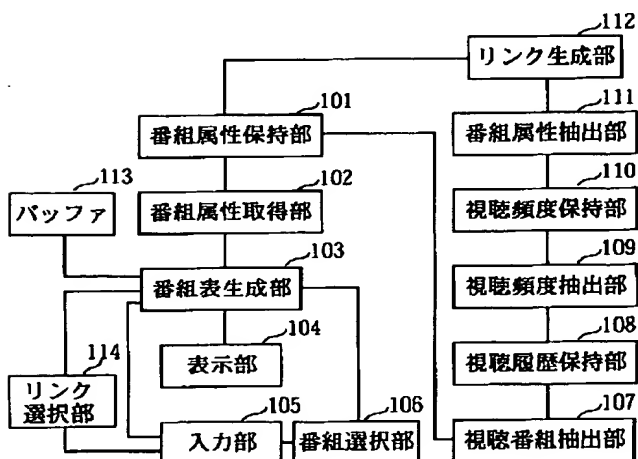 112
リンク生成部
101
番組属性保持部
111
番組属性抽出部
113
バッファ
102
番組属性取得部
110
視聴頻度保持部
103
番組表生成部
109
視聴頻度抽出部
104
表示部
108
視聴履歴保持部
114
リンク
選択部
105
入力部
106
番組選択部
107
視聴番組抽出部